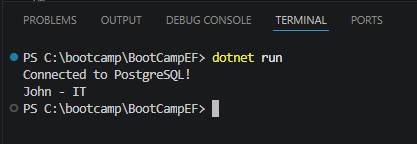 PROBLEMS OUTPUT DEBUG CONSOLE TERMINAL PORTS
PS C:\bootcamp\BootCampEF> dotnet run
Connected to PostgreSQL!
John - IT
PS C:\bootcamp\BootCampEF>